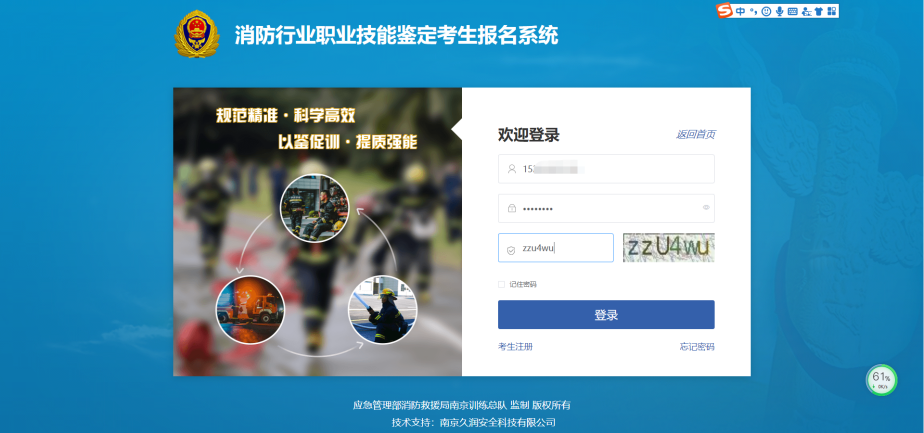 中
消防行业职业技能鉴定考生报名系统
规范精准·科学高效
以鉴促训·提质强能
欢迎登录
返回首页
15
••••••••
zzu4wu
zzU4wu
记住密码
登录
考生注册
忘记密码
61%
应急管理部消防救援局南京训练总队 监制 版权所有
技术支持：南京久润安全科技有限公司